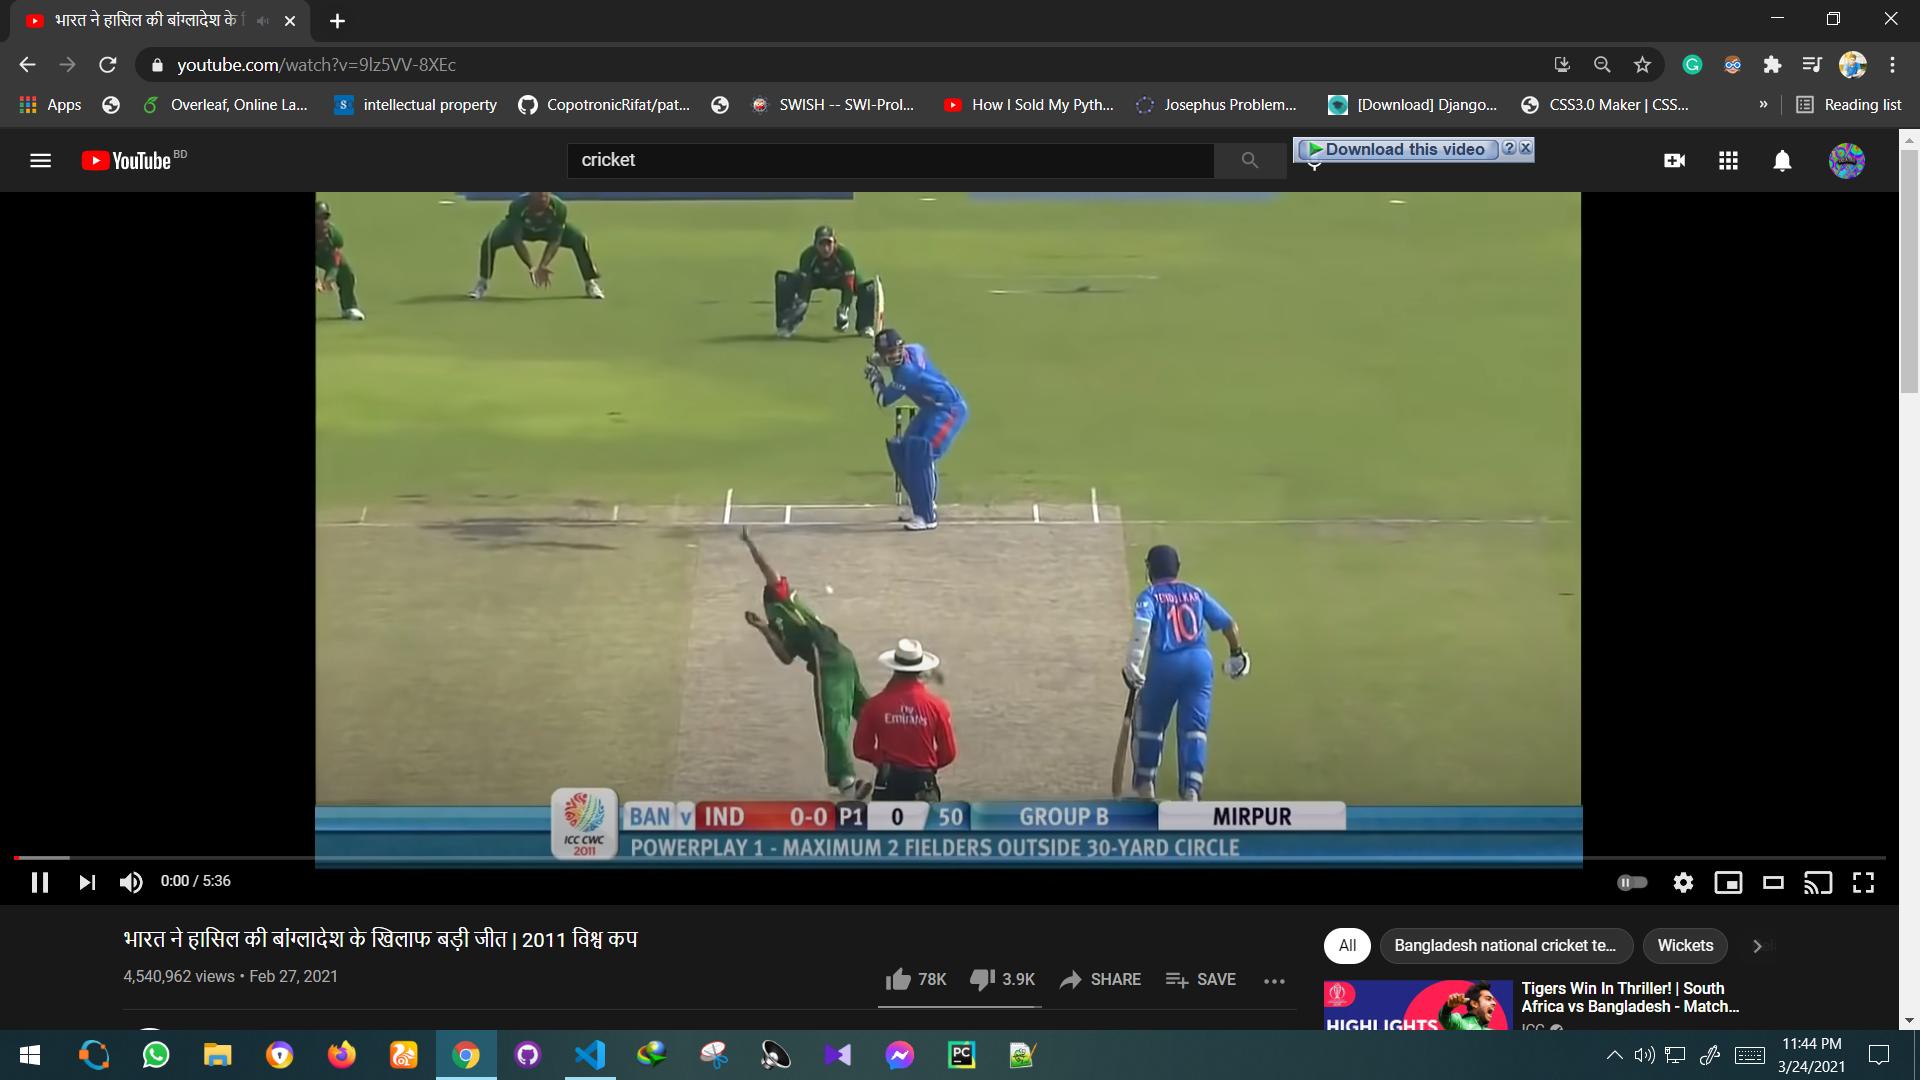 भारत ने हासिल की बांग्लादेश के
youtube.com/watch?v=9lz5VV-8XEc
Apps Overleaf, Online La... intellectual property CopotronicRifat/pat... SWISH -- SWI-Prol... How I Sold My Pyth... Josephus Problem... [Download] Django... CSS3.0 Maker | CSS... » Reading list
YouTube BD cricket Download this video
TENDULKAR
10
Fly
Emirates
ICC CWC
2011
BAN v IND 0-0 P1 0 50 GROUP B MIRPUR
POWERPLAY 1 - MAXIMUM 2 FIELDERS OUTSIDE 30-YARD CIRCLE
0:00 / 5:36
भारत ने हासिल की बांग्लादेश के खिलाफ बड़ी जीत | 2011 विश्व कप
4,540,962 views • Feb 27, 2021
78K 3.9K SHARE SAVE
All Bangladesh national cricket te... Wickets
HIGHLIGHTS
Tigers Win In Thriller! | South
Africa vs Bangladesh - Match...
ICC
PC
11:44 PM
3/24/2021